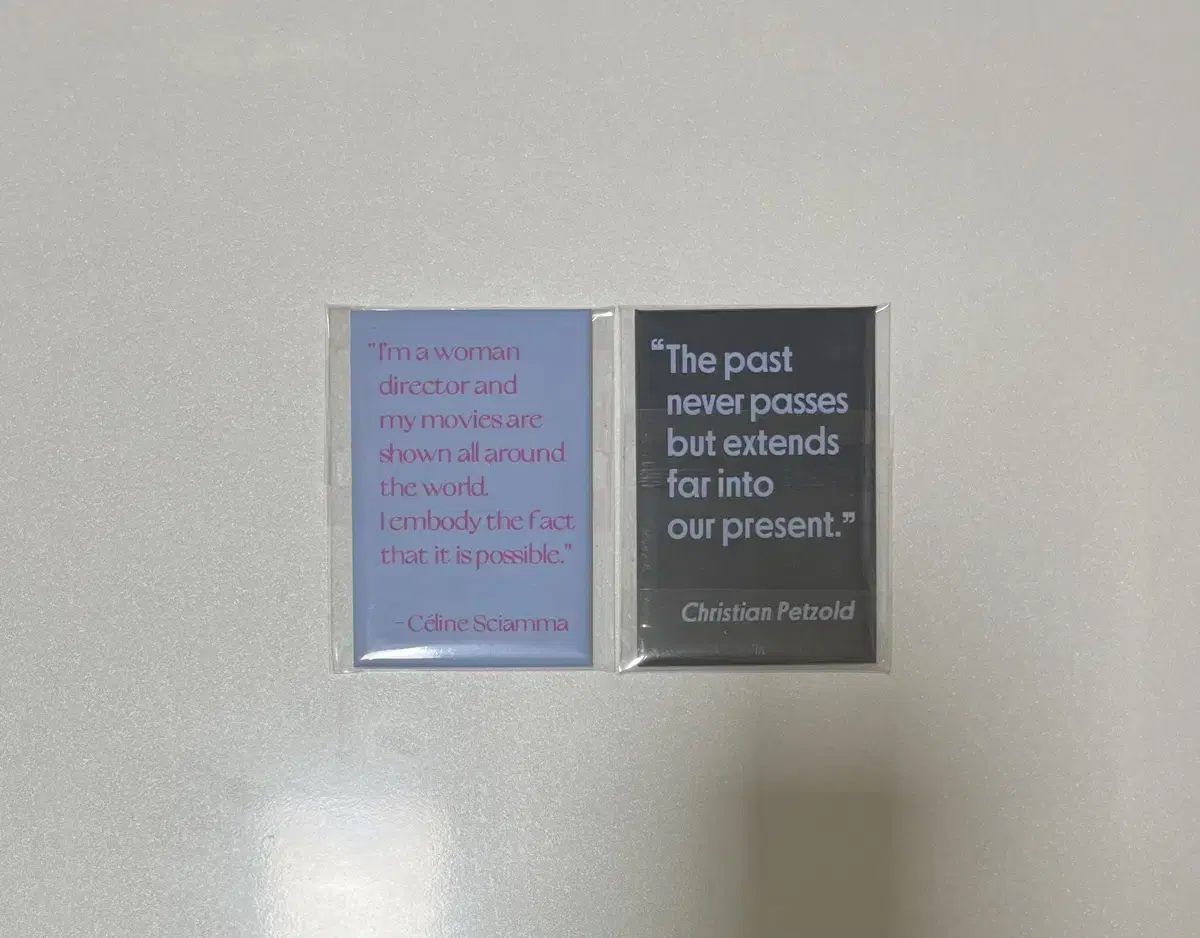 "I'm a woman
director and
my movies are
shown all around
the world.
I embody the fact
that it is possible."
– Céline Sciamma
“The past
never passes
but extends
far into
our present.”
Christian Petzold